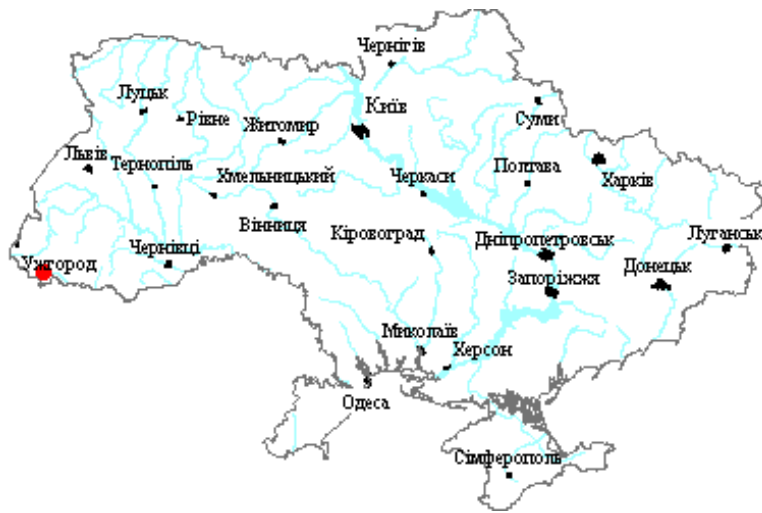 Чернігів
Луцьк
Рівне
Київ
Суми
Житомир
Львів
Тернопіль
Хмельницький
Черкаси
Полтава
Харків
Вінниця
Кіровоград
Дніпропетровськ
Луганськ
Чернівці
Ужгород
Запоріжжя
Донецьк
Миколаїв
Херсон
Одеса
Сімферополь